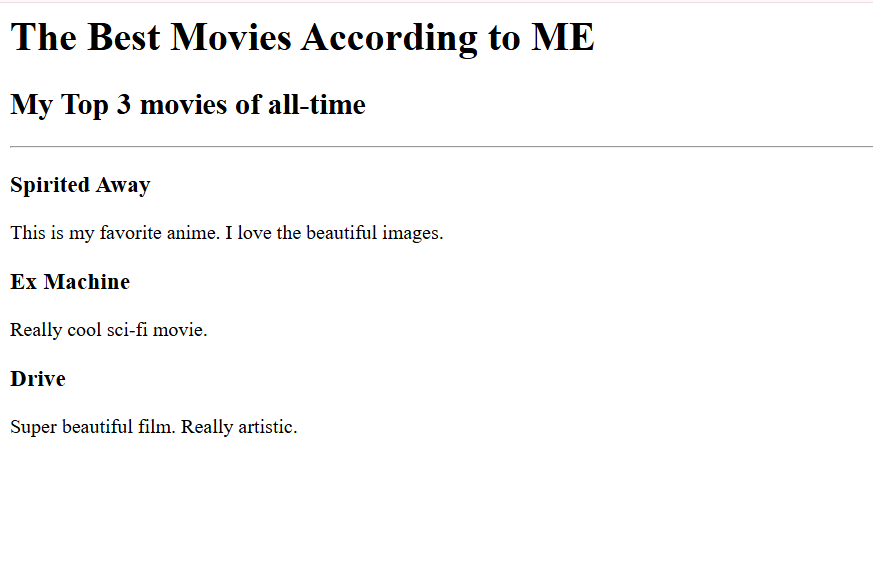 The Best Movies According to ME
My Top 3 movies of all-time
Spirited Away
This is my favorite anime. I love the beautiful images.
Ex Machine
Really cool sci-fi movie.
Drive
Super beautiful film. Really artistic.